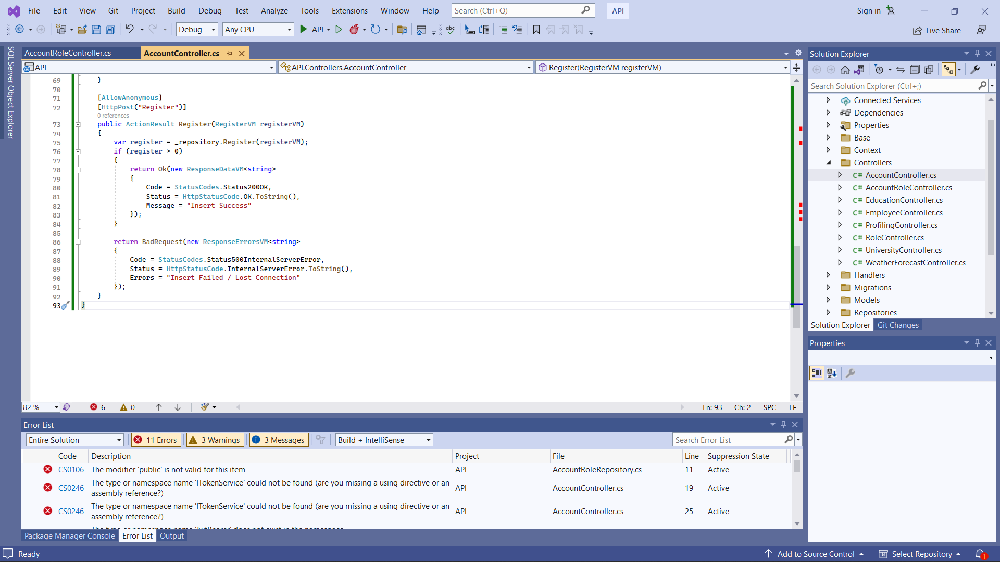 File Edit View Git Project Build Debug Test Analyze Tools Extensions Window Help Search (Ctrl+Q) API Sign in
Debug Any CPU API Live Share
SQL Server Object Explorer
AccountRoleController.cs AccountController.cs
API API.Controllers.AccountController Register(RegisterVM registerVM)
69 }
70
71 [AllowAnonymous]
72 [HttpPost("Register")]
0 references
73 public ActionResult Register(RegisterVM registerVM)
74 {
75 var register = _repository.Register(registerVM);
76 if (register > 0)
77 {
78 return Ok(new ResponseDataVM<string>
79 {
80 Code = StatusCodes.Status200OK,
81 Status = HttpStatusCode.OK.ToString(),
82 Message = "Insert Success"
83 });
84 }
85
86 return BadRequest(new ResponseErrorsVM<string>
87 {
88 Code = StatusCodes.Status500InternalServerError,
89 Status = HttpStatusCode.InternalServerError.ToString(),
90 Errors = "Insert Failed / Lost Connection"
91 });
92 }
93 }
82 % 6 0 Ln: 93 Ch: 2 SPC LF
Solution Explorer
Search Solution Explorer (Ctrl+;)
Connected Services
Dependencies
Properties
Base
Context
Controllers
C# AccountController.cs
C# AccountRoleController.cs
C# EducationController.cs
C# EmployeeController.cs
C# ProfilingController.cs
C# RoleController.cs
C# UniversityController.cs
C# WeatherForecastController.cs
Handlers
Migrations
Models
Repositories
Solution Explorer Git Changes
Properties
Error List
Entire Solution 11 Errors 3 Warnings 3 Messages Build + IntelliSense Search Error List
Code Description Project File Line Suppression State
CS0106 The modifier 'public' is not valid for this item API AccountRoleRepository.cs 11 Active
CS0246 The type or namespace name 'ITokenService' could not be found (are you missing a using directive or an
assembly reference?) API AccountController.cs 19 Active
CS0246 The type or namespace name 'ITokenService' could not be found (are you missing a using directive or an
assembly reference?) API AccountController.cs 25 Active
The type or namespace name 'JwtBearer' does not exist in the namespace
Package Manager Console Error List Output
Ready Add to Source Control Select Repository 1